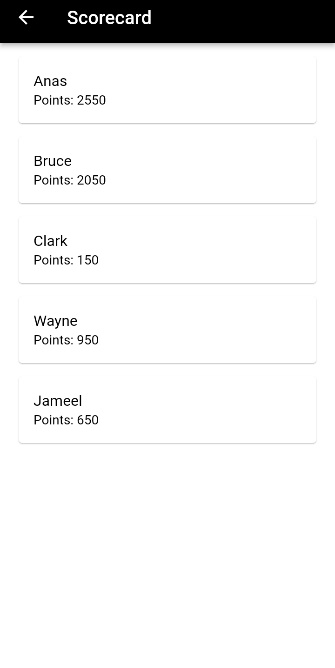 Scorecard
Anas
Points: 2550
Bruce
Points: 2050
Clark
Points: 150
Wayne
Points: 950
Jameel
Points: 650